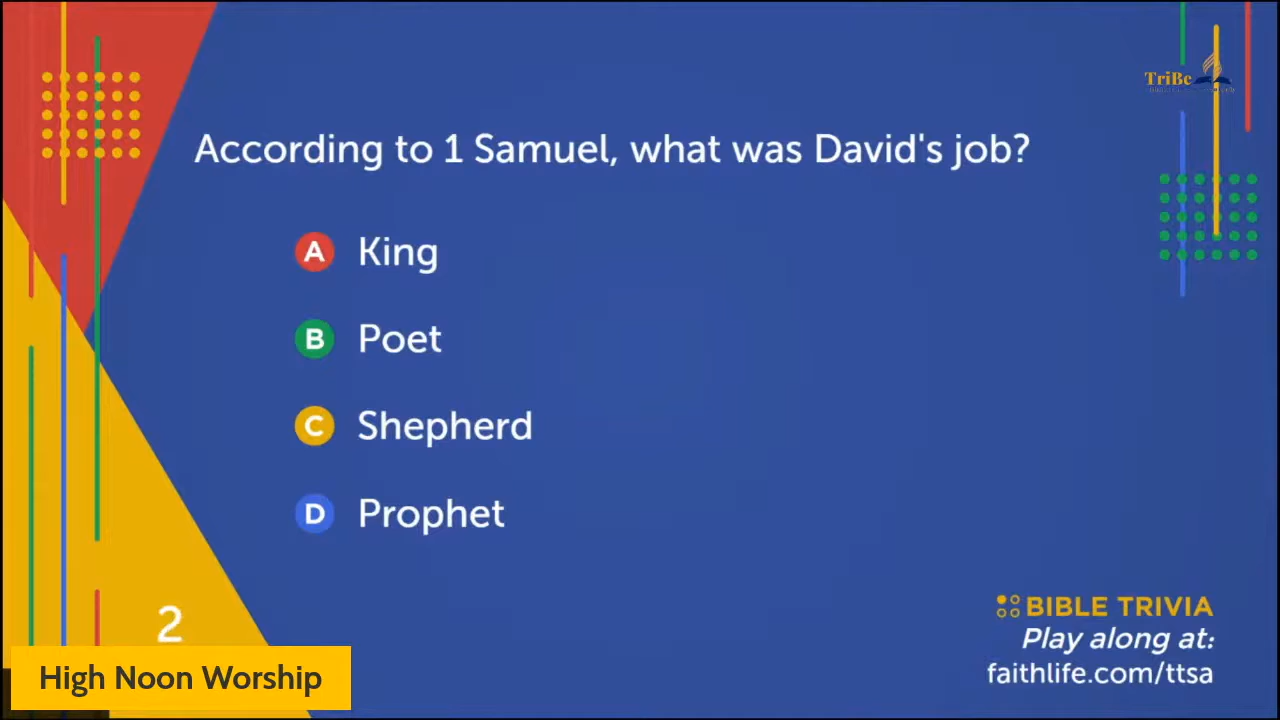 TriBe
According to 1 Samuel, what was David's job?
A King
B Poet
C Shepherd
D Prophet
2
BIBLE TRIVIA
Play along at:
faithlife.com/ttsa
High Noon Worship